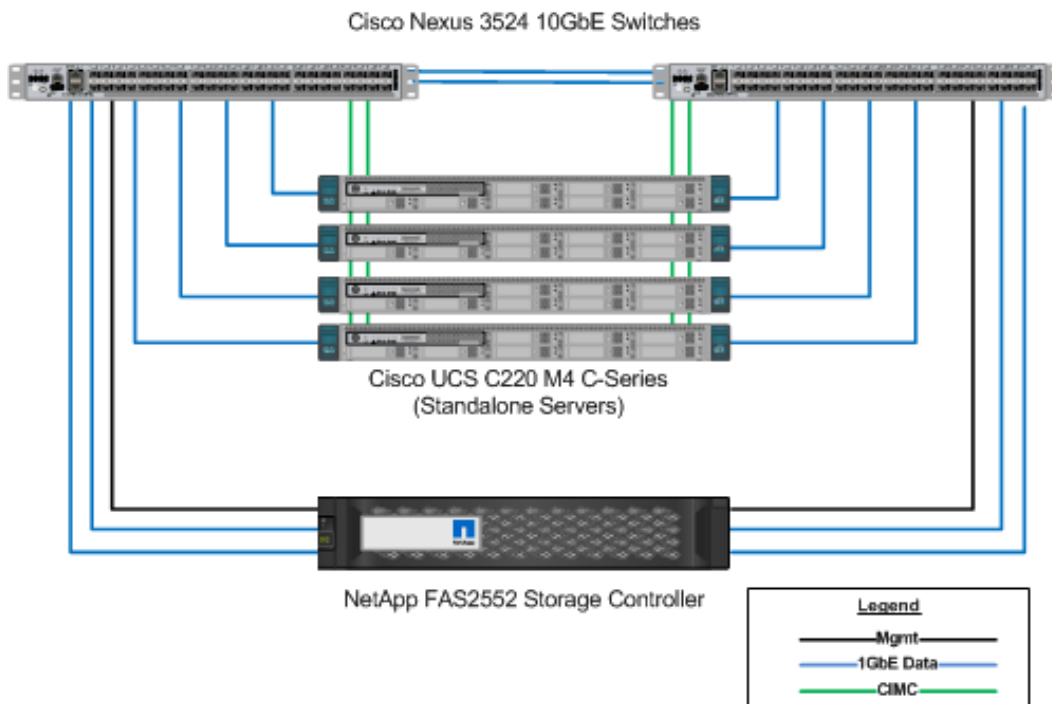 Cisco Nexus 3524 10GbE Switches
Cisco UCS C220 M4 C-Series
(Standalone Servers)
NetApp
NetApp FAS2552 Storage Controller
Legend
Mgmt
1GbE Data
CIMC